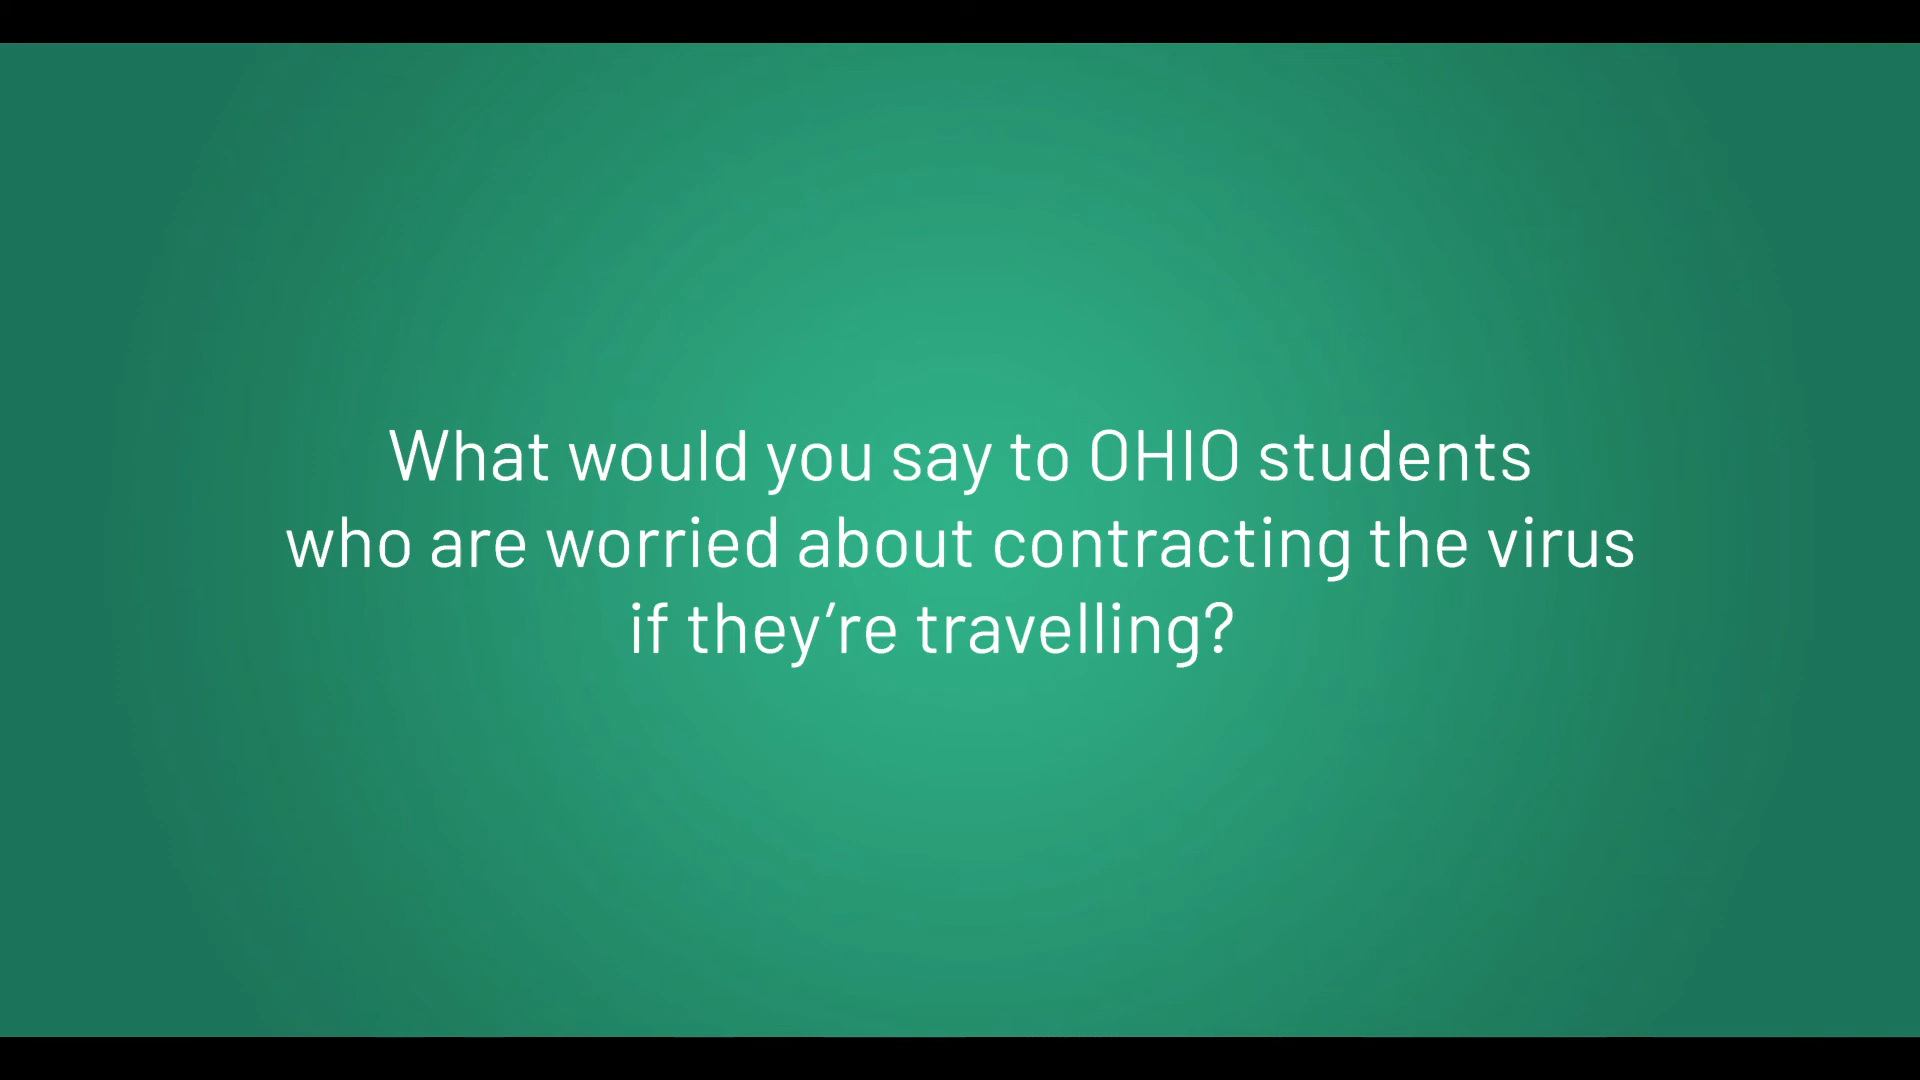 What would you say to OHIO students
who are worried about contracting the virus
if they’re travelling?